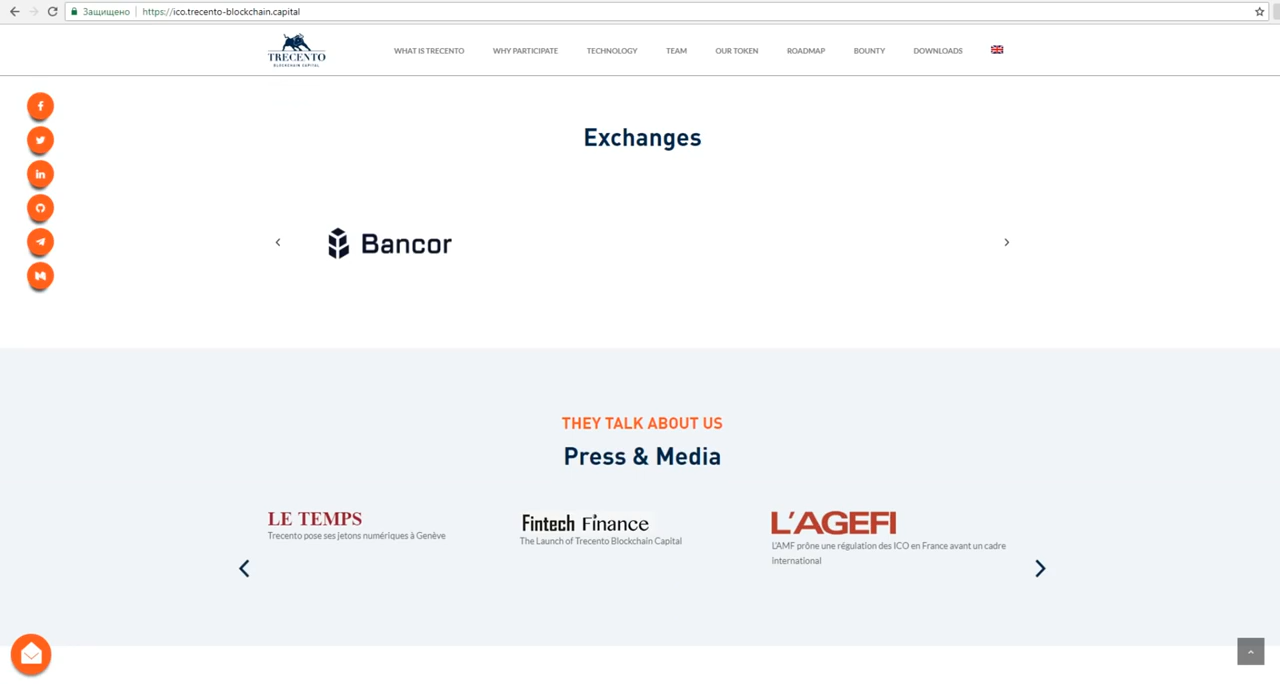 Защищено
https://ico.trecento-blockchain.capital
TRECENTO
BLOCKCHAIN CAPITAL
WHAT IS TRECENTO
WHY PARTICIPATE
TECHNOLOGY
TEAM
OUR TOKEN
ROADMAP
BOUNTY
DOWNLOADS
Exchanges
Bancor
THEY TALK ABOUT US
Press & Media
LE TEMPS
Trecento pose ses jetons numériques à Genève
Fintech Finance
The Launch of Trecento Blockchain Capital
L'AGEFI
L'AMF prône une régulation des ICO en France avant un cadre
international